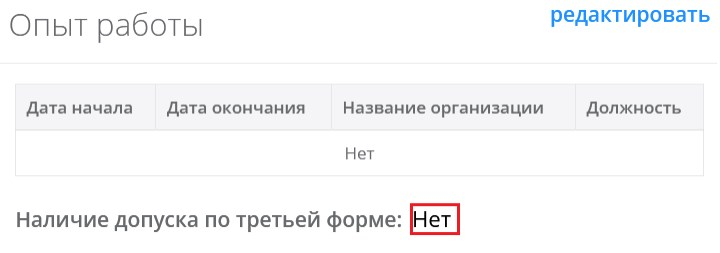 Опыт работы редактировать
Дата начала Дата окончания Название организации Должность
Нет
Наличие допуска по третьей форме: Нет